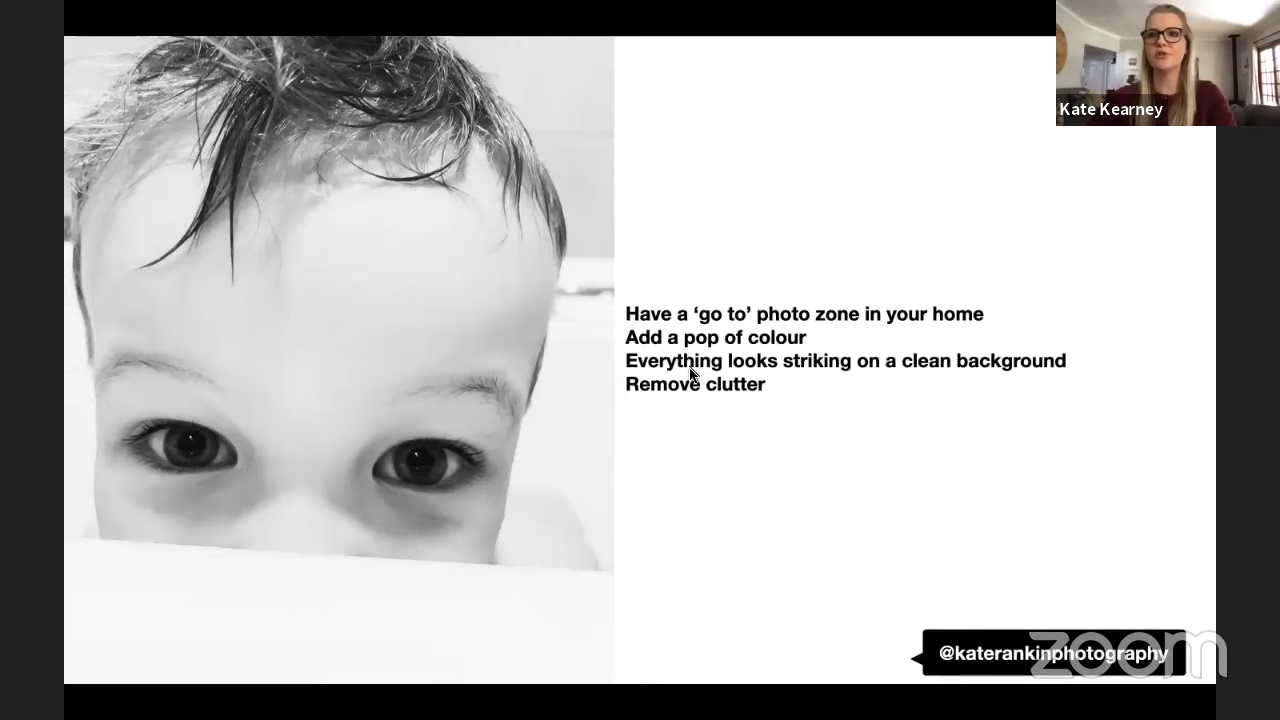 Kate Kearney
Have a ‘go to’ photo zone in your home
Add a pop of colour
Everything looks striking on a clean background
Remove clutter
@katerankinphotography
zoom